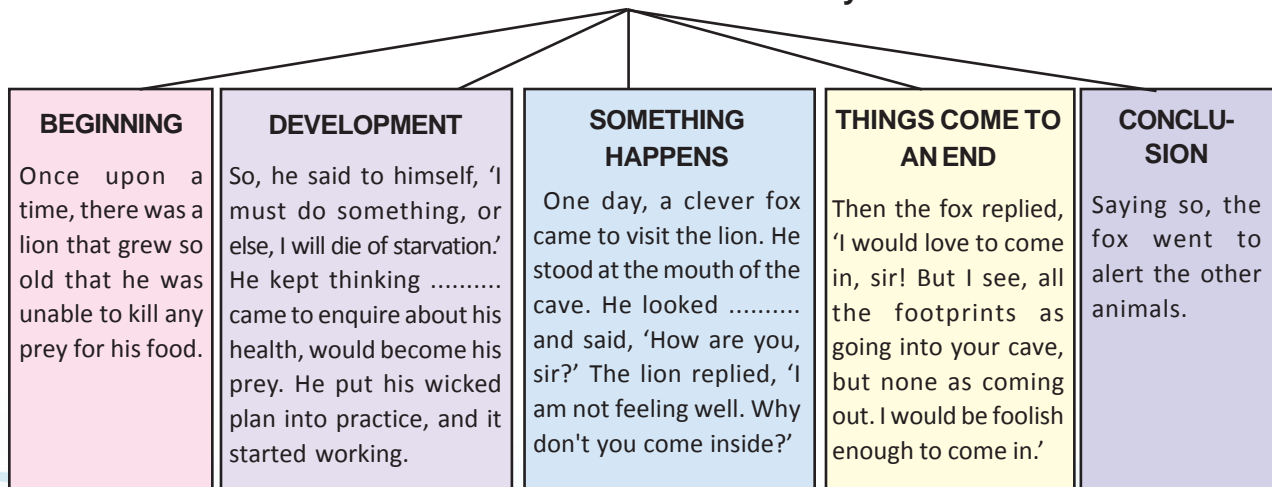 BEGINNING
Once upon a
time, there was a
lion that grew so
old that he was
unable to kill any
prey for his food.
DEVELOPMENT
So, he said to himself, ‘I
must do something, or
else, I will die of starvation.’
He kept thinking ..........
came to enquire about his
health, would become his
prey. He put his wicked
plan into practice, and it
started working.
SOMETHING
HAPPENS
One day, a clever fox
came to visit the lion. He
stood at the mouth of the
cave. He looked ..........
and said, ‘How are you,
sir?’ The lion replied, ‘I
am not feeling well. Why
don't you come inside?’
THINGS COME TO
AN END
Then the fox replied,
‘I would love to come
in, sir! But I see, all
the footprints as
going into your cave,
but none as coming
out. I would be foolish
enough to come in.’
CONCLU-
SION
Saying so, the
fox went to
alert the other
animals.